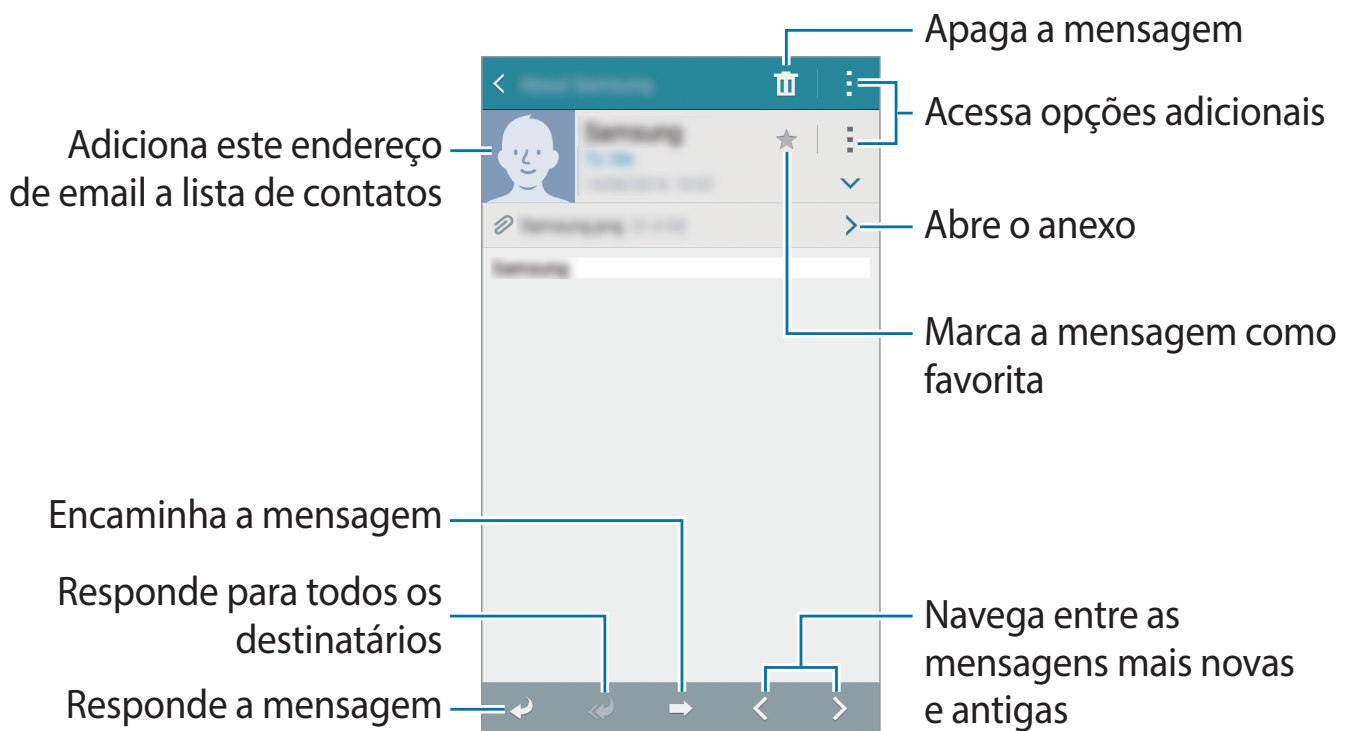 Apaga a mensagem
Acessa opções adicionais
Adiciona este endereço
de email a lista de contatos
Abre o anexo
Marca a mensagem como
favorita
Encaminha a mensagem
Responde para todos os
destinatários
Responde a mensagem
Navega entre as
mensagens mais novas
e antigas